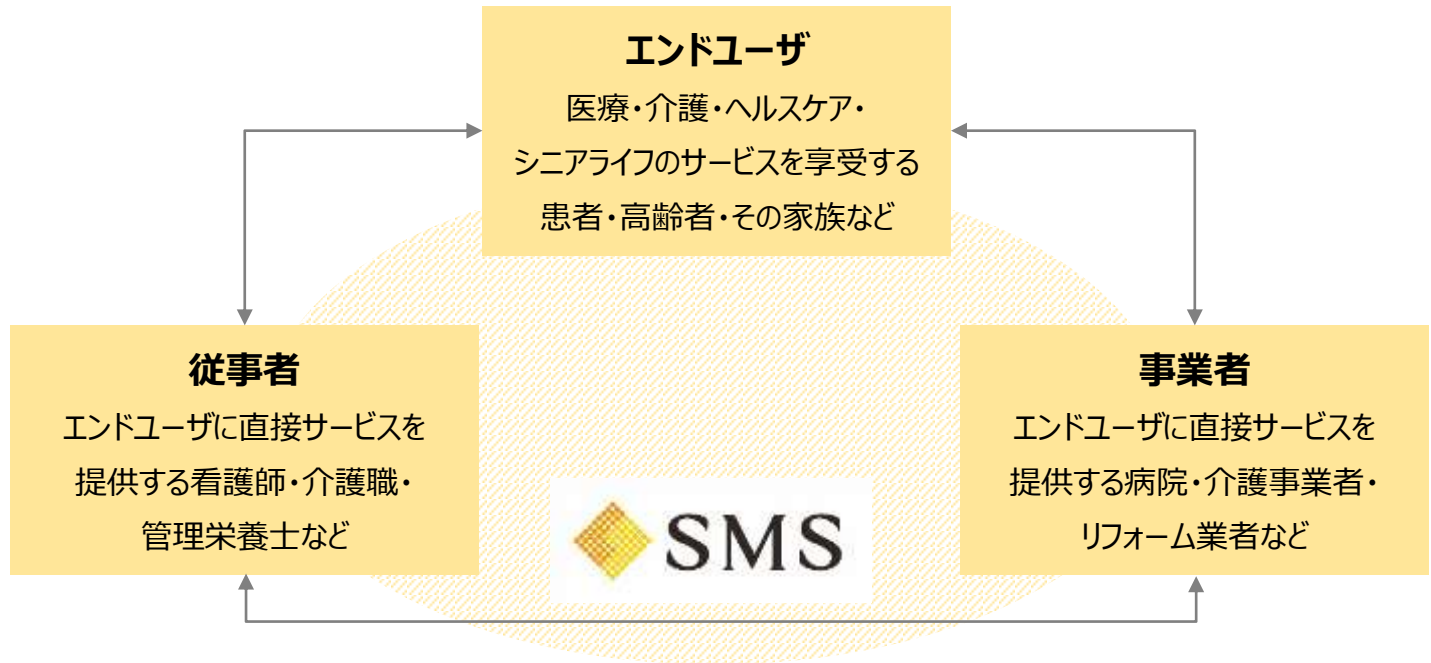 エンドユーザ
医療・介護・ヘルスケア・
シニアライフのサービスを享受する
患者・高齢者・その家族など
従事者
エンドユーザに直接サービスを
提供する看護師・介護職・
管理栄養士など
事業者
エンドユーザに直接サービスを
提供する病院・介護事業者・
リフォーム業者など
SMS